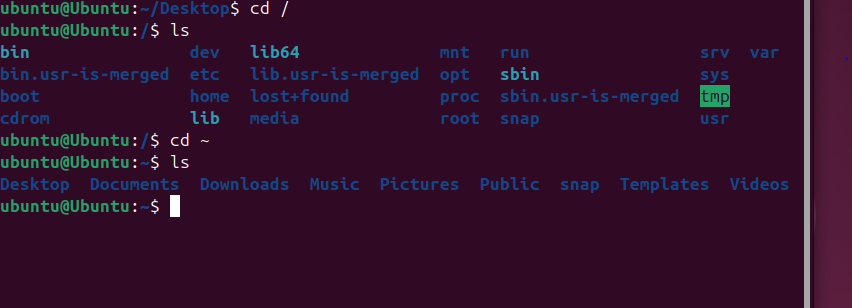 ubuntu@Ubuntu:~/Desktop$ cd /
ubuntu@Ubuntu:/$ ls
bin dev lib64 mnt run srv var
bin.usr-is-merged etc lib.usr-is-merged opt sbin sys
boot home lost+found proc sbin.usr-is-merged tmp
cdrom lib media root snap usr
ubuntu@Ubuntu:/$ cd ~
ubuntu@Ubuntu:~$ ls
Desktop Documents Downloads Music Pictures Public snap Templates Videos
ubuntu@Ubuntu:~$